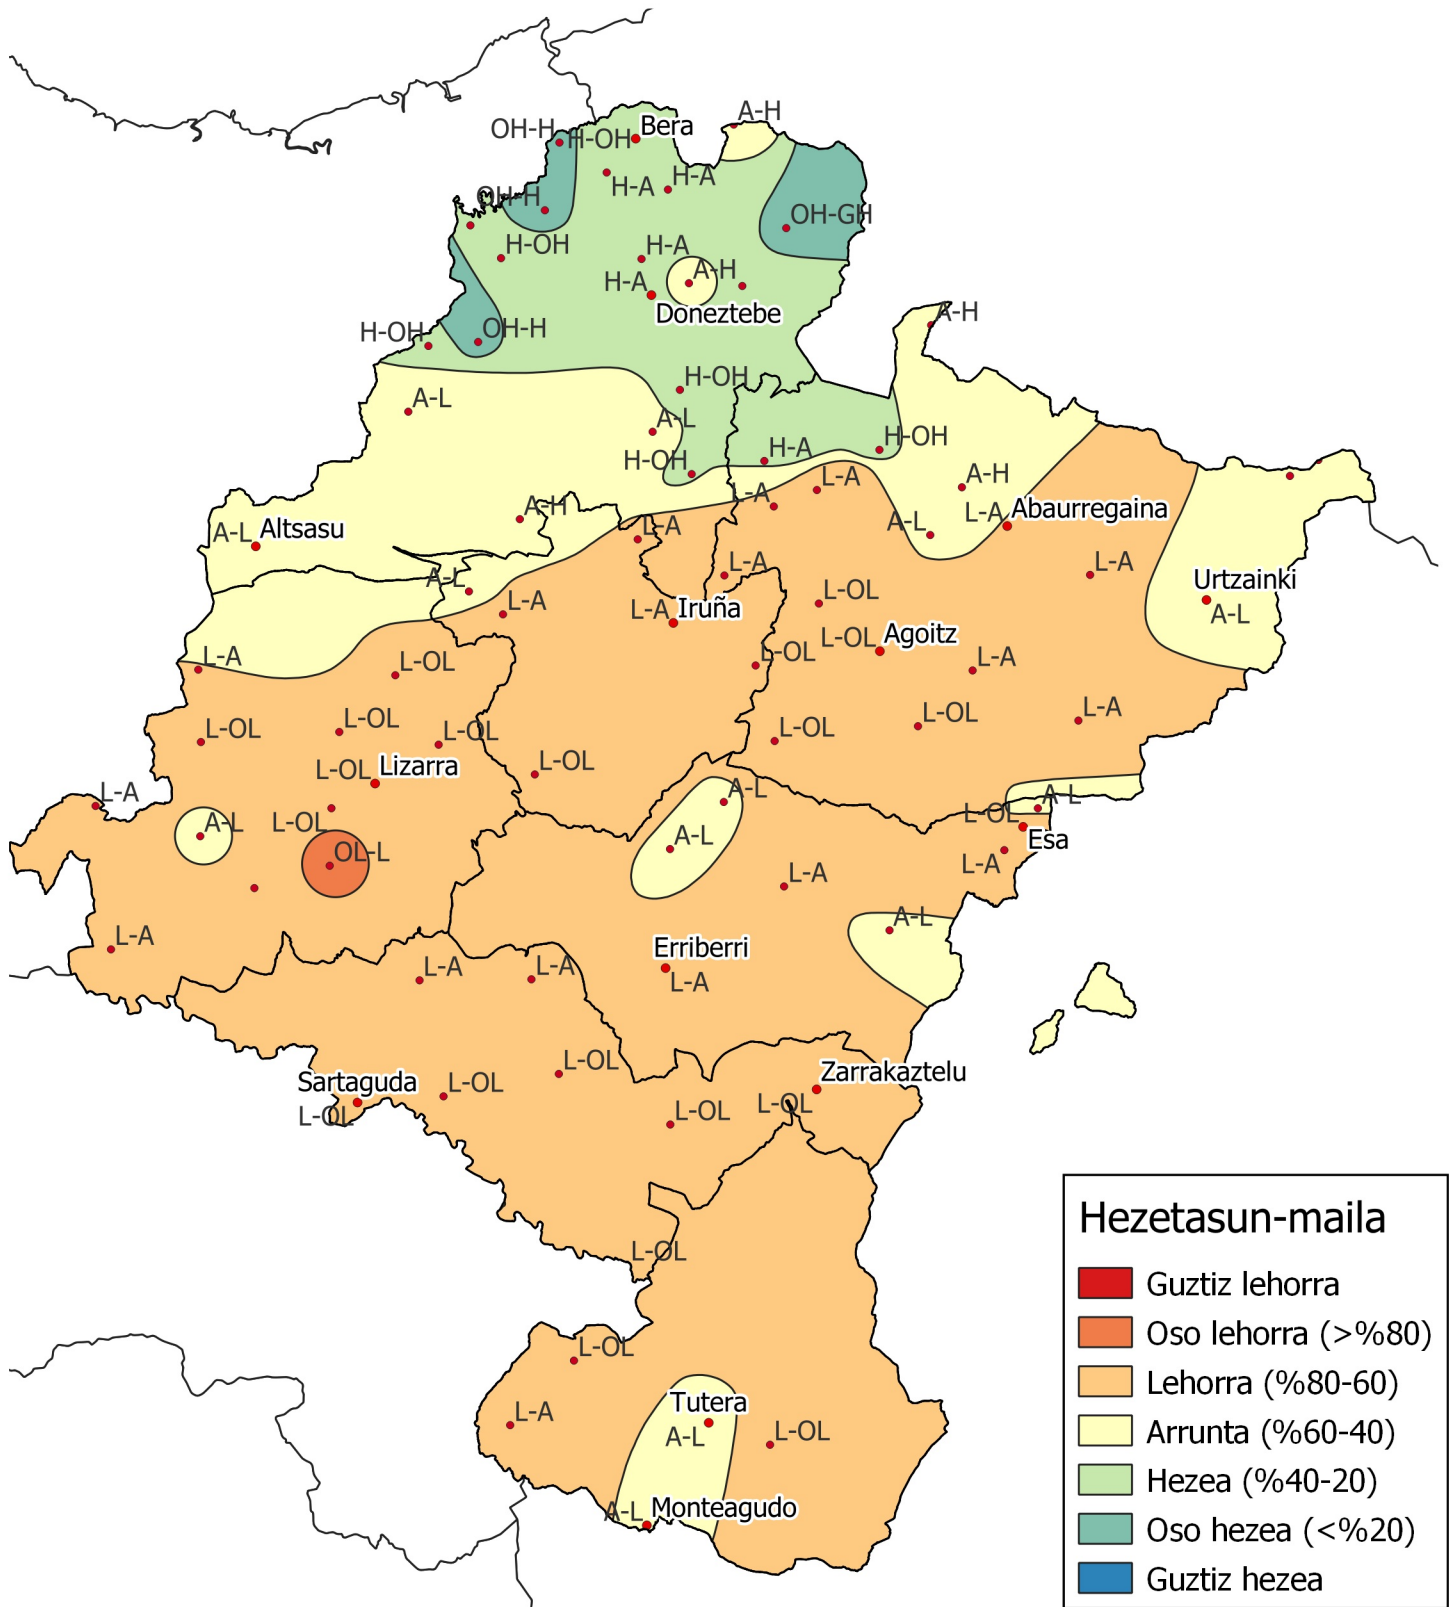 A-H
OH-H
H-OH
Bera
H-A
H-A
OH-H
OH-GH
H-OH
H-A
A-H
H-A
Doneztebe
A-H
OH-H
H-OH
H-OH
A-L
A-L
H-OH
H-A
H-OH
A-H
L-A
L-A
A-H
L-A
Abaurregaina
A-L
Altsasu
L-A
A-L
L-A
L-A
A-L
Urtzainki
A-L
L-OL
L-A
L-A
Iruña
L-OL
Agoitz
L-A
L-OL
L-OL
L-A
L-OL
L-OL
L-OL
L-OL
L-A
L-OL
L-OL
Lizarra
L-OL
L-A
A-L
A-L
L-OL
A-L
L-OL
Esa
A-L
OL-L
L-A
L-A
A-L
L-A
Erriberri
L-A
L-A
L-A
L-OL
Zarrakaztelu
Sartaguda
L-OL
L-OL
L-OL
L-OL
L-OL
L-OL
L-A
Tutera
A-L
L-OL
A-L
Monteagudo
Hezetasun-maila
Guztiz lehorra
Oso lehorra (>%80)
Lehorra (%80-60)
Arrunta (%60-40)
Hezea (%40-20)
Oso hezea (<%20)
Guztiz hezea